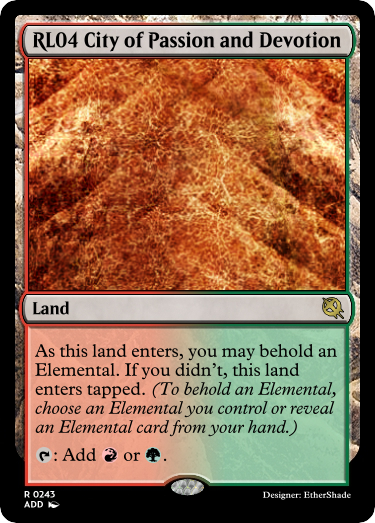 RL04 City of Passion and Devotion
Land
As this land enters, you may behold an
Elemental. If you didn't, this land
enters tapped. (To behold an Elemental,
choose an Elemental you control or reveal
an Elemental card from your hand.)
: Add or .
R 0243
ADD
Designer: EtherShade